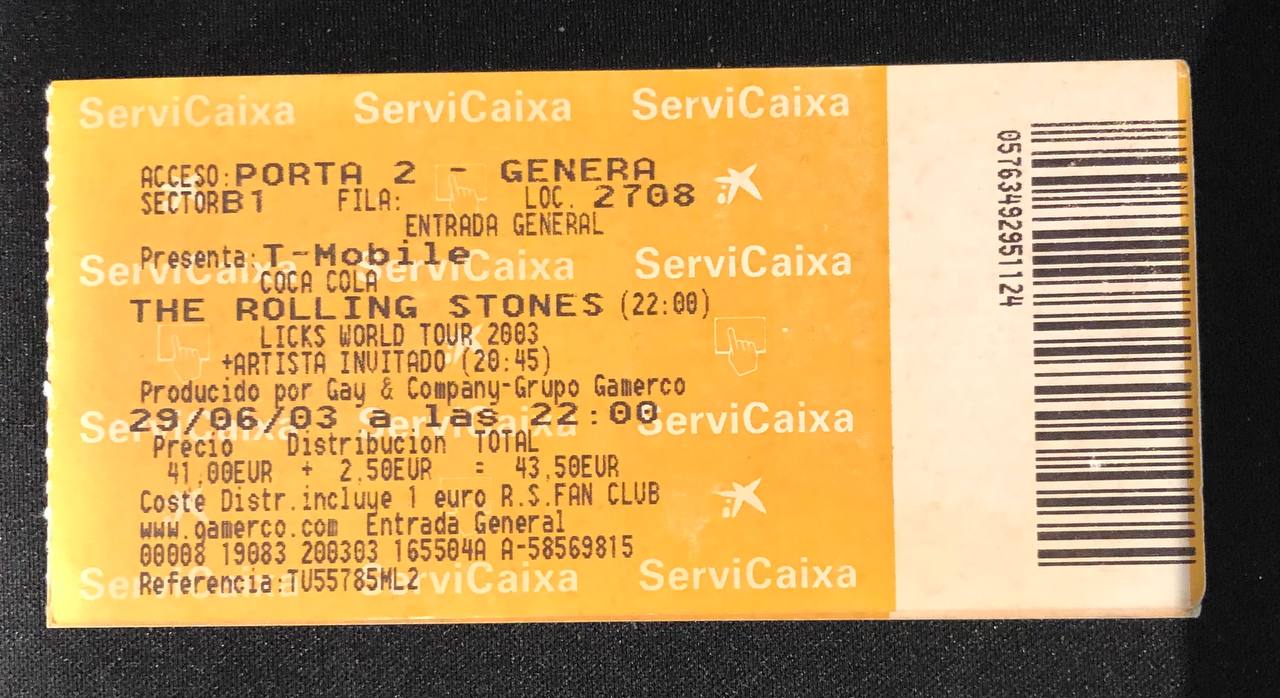 ServiCaixa ServiCaixa ServiCaixa
ACCESO: PORTA 2 - GENERA
SECTOR B1 FILA: LOC. 2708
ENTRADA GENERAL
Presenta: T-Mobile
ServiCaixa ServiCaixa ServiCaixa
COCA COLA
THE ROLLING STONES (22:00)
LICKS WORLD TOUR 2003
+ARTISTA INVITADO (20:45)
Producido por Gay & Company-Grupo Gamerco
29/06/03 a las 22:00
ServiCaixa ServiCaixa ServiCaixa
Precio Distribucion TOTAL
41,00EUR + 2,50EUR = 43,50EUR
Coste Distr.incluye 1 euro R.S.FAN CLUB
www.gamerco.com Entrada General
00008 19083 200303 165504A A-58569815
Referencia:TU55785ML2
ServiCaixa ServiCaixa ServiCaixa
0576349295112​4